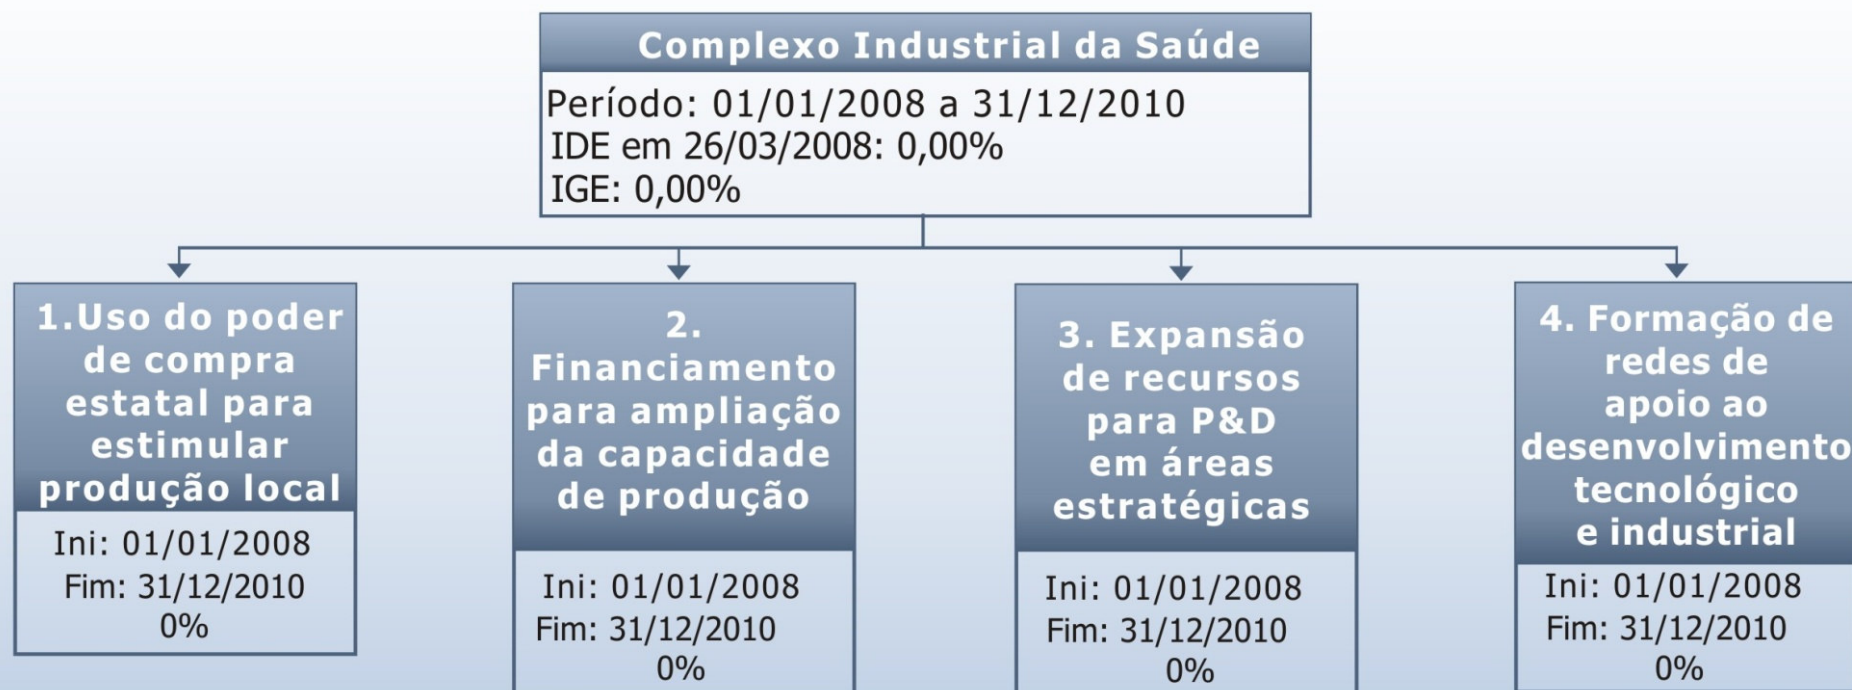 Complexo Industrial da Saúde
Período: 01/01/2008 a 31/12/2010
IDE em 26/03/2008: 0,00%
IGE: 0,00%
1.Uso do poder
de compra
estatal para
estimular
produção local
Ini: 01/01/2008
Fim: 31/12/2010
0%
2.
Financiamento
para ampliação
da capacidade
de produção
Ini: 01/01/2008
Fim: 31/12/2010
0%
3. Expansão
de recursos
para P&D
em áreas
estratégicas
Ini: 01/01/2008
Fim: 31/12/2010
0%
4. Formação de
redes de
apoio ao
desenvolvimento
tecnológico
e industrial
Ini: 01/01/2008
Fim: 31/12/2010
0%